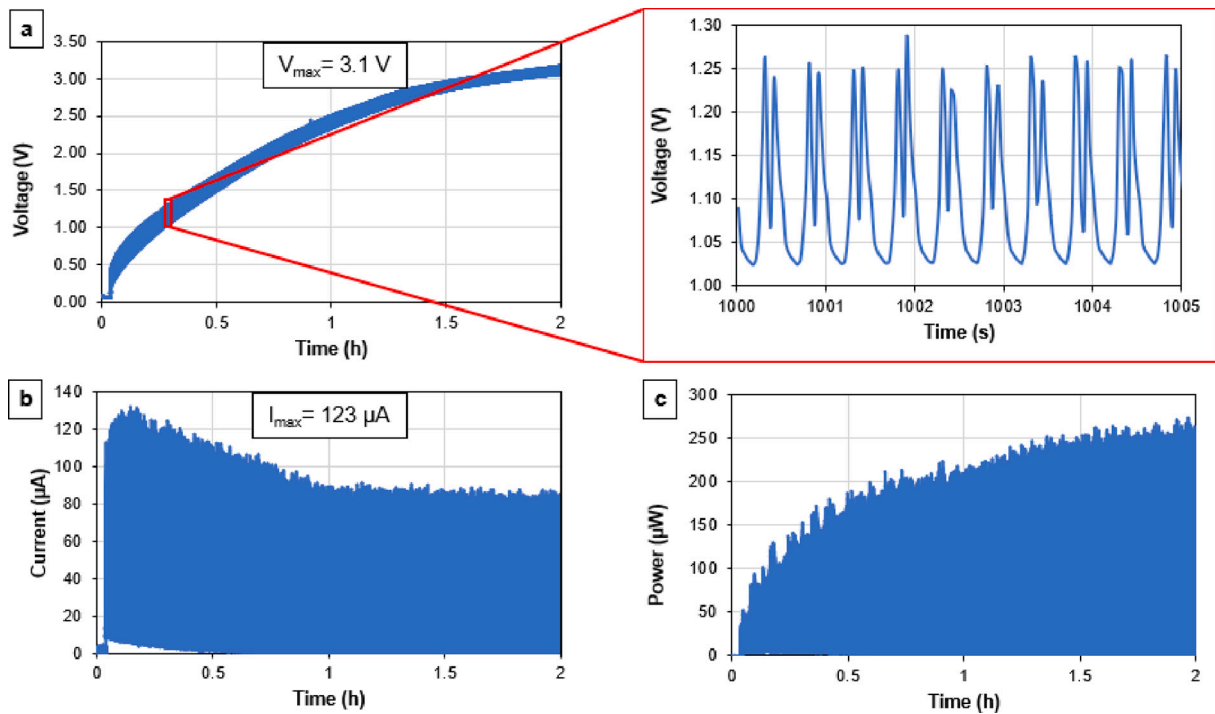 a
V_max= 3.1 V
Voltage (V)
3.50
3.00
2.50
2.00
1.50
1.00
0.50
0.00
0 0.5 1 1.5 2
Time (h)
Voltage (V)
1.30
1.25
1.20
1.15
1.10
1.05
1.00
1000 1001 1002 1003 1004 1005
Time (s)
b
I_max= 123 µA
Current (µA)
140
120
100
80
60
40
20
0
0 0.5 1 1.5 2
Time (h)
c
Power (µW)
300
250
200
150
100
50
0
0.5 1 1.5 2
Time (h)